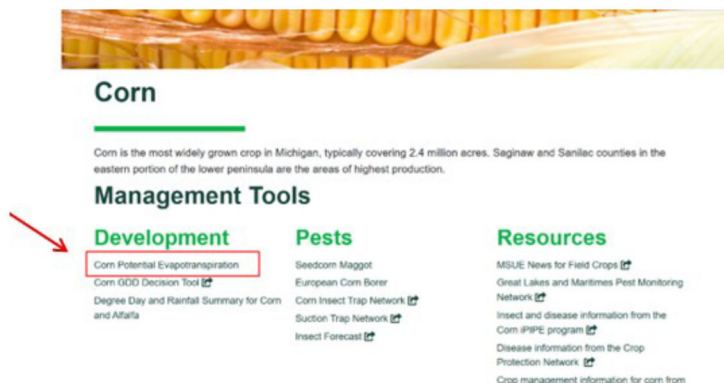 Corn
Corn is the most widely grown crop in Michigan, typically covering 2.4 million acres. Saginaw and Sanilac counties in the
eastern portion of the lower peninsula are the areas of highest production.
Management Tools
Development
Corn Potential Evapotranspiration
Corn GDD Decision Tool
Degree Day and Rainfall Summary for Corn
and Alfalfa
Pests
Seedcorn Maggot
European Corn Borer
Corn Insect Trap Network
Suction Trap Network
Insect Forecast
Resources
MSUE News for Field Crops
Great Lakes and Maritimes Pest Monitoring
Network
Insect and disease information from the
Corn iPIPE program
Disease information from the Crop
Protection Network
Crop management information for corn from